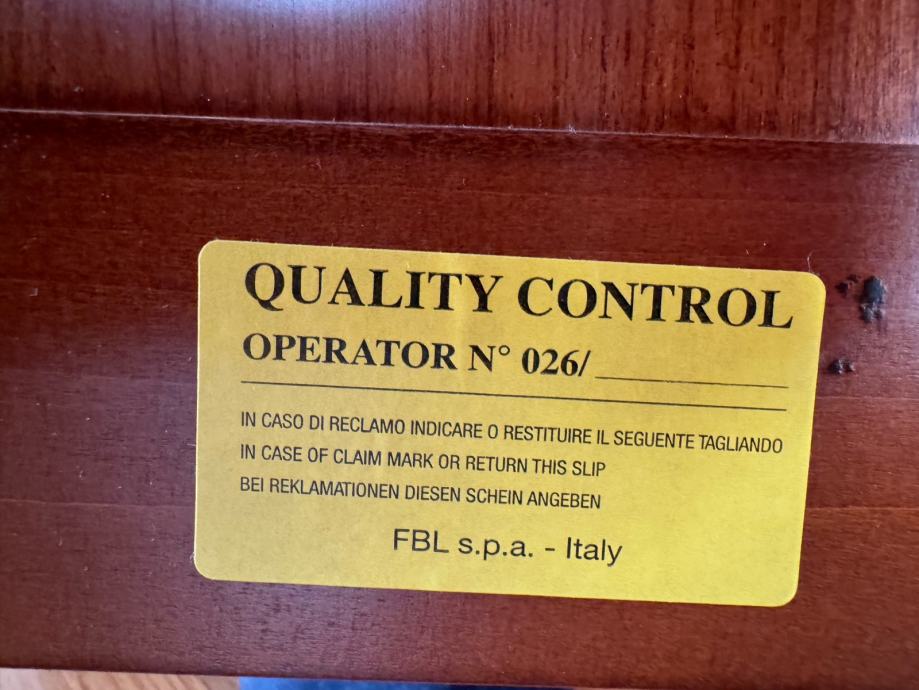 QUALITY CONTROL
OPERATOR N° 026/
IN CASO DI RECLAMO INDICARE O RESTITUIRE IL SEGUENTE TAGLIANDO
IN CASE OF CLAIM MARK OR RETURN THIS SLIP
BEI REKLAMATIONEN DIESEN SCHEIN ANGEBEN
FBL s.p.a. - Italy